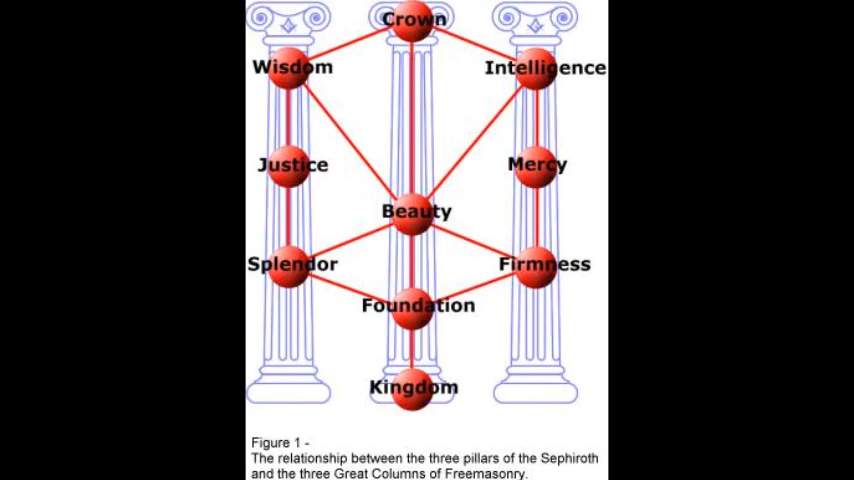 Crown
Wisdom
Intelligence
Justice
Mercy
Beauty
Splendor
Firmness
Foundation
Kingdom
Figure 1 -
The relationship between the three pillars of the Sephiroth
and the three Great Columns of Freemasonry.